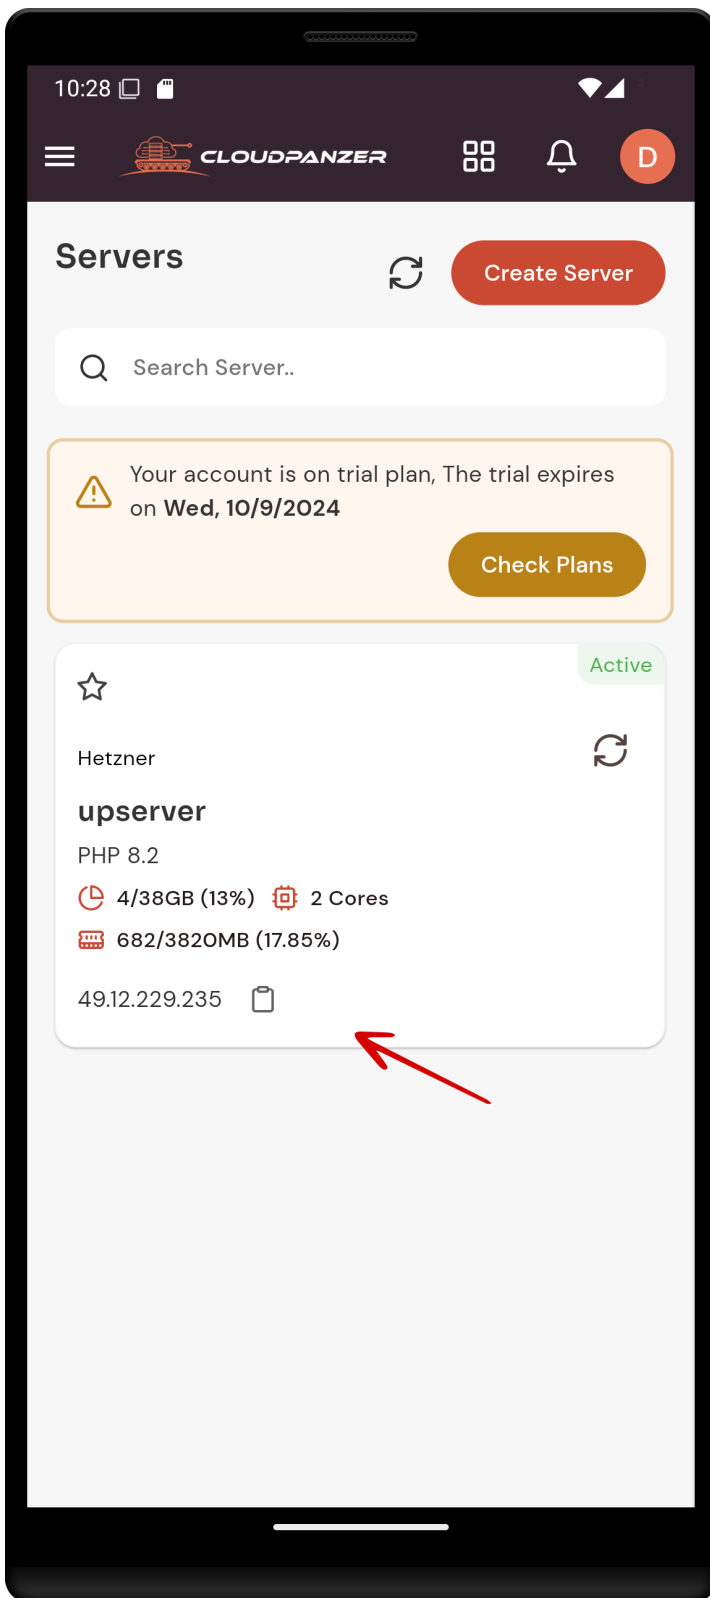 10:28
CLOUDPANZER
D
Servers
Create Server
Search Server..
Your account is on trial plan, The trial expires
on Wed, 10/9/2024
Check Plans
Active
Hetzner
upserver
PHP 8.2
4/38GB (13%) 2 Cores
682/3820MB (17.85%)
49.12.229.235